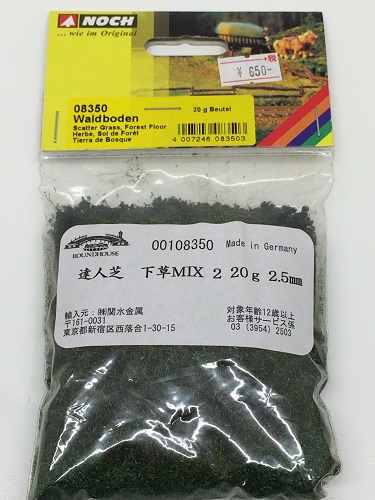 NOCH
... wie im Original
+税
¥ 650-
08350
20 g Beutel
Waldboden
Scatter Grass, Forest Floor
Herbe, Sol de Forêt
Tierra de Bosque
4 007246 083503
ROUNDHOUSE
00108350 Made in Germany
達人芝 下草MIX 2 20g 2.5mm
輸入元:㈱関水金属
〒161-0031
東京都新宿区西落合1-30-15
対象年齢12歳以上
お客様サービス係
03 (3954) 2503